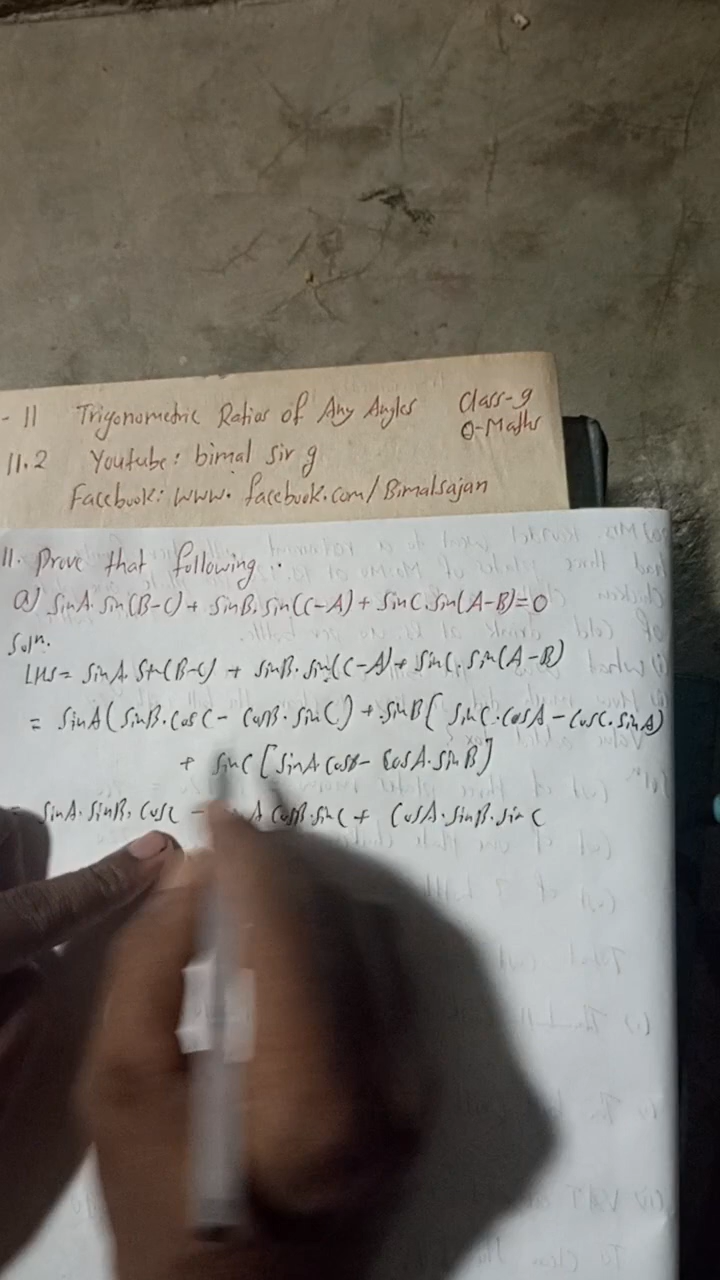 - 11 Trigonometric Ratios of Any Angles Class-9
O-Maths
11.2 Youtube: bimal sir g
Facebook: www. facebook.com/Bimalsajan
11. Prove that following:
a) SinA. Sin(B-C) + SinB. Sin(C-A) + SinC. Sin(A-B)=0
Soln.
LHS = SinA. Sin(B-C) + SinB. Sin(C-A) + SinC. Sin(A-B)
= SinA(SinB. CosC - CosB. SinC) + SinB[SinC. CosA - CosC. SinA)
+ SinC [SinA. CosB - CosA. SinB]
= SinA. SinB. CosC - A CosB. SinC + CosA. SinB. Sin C